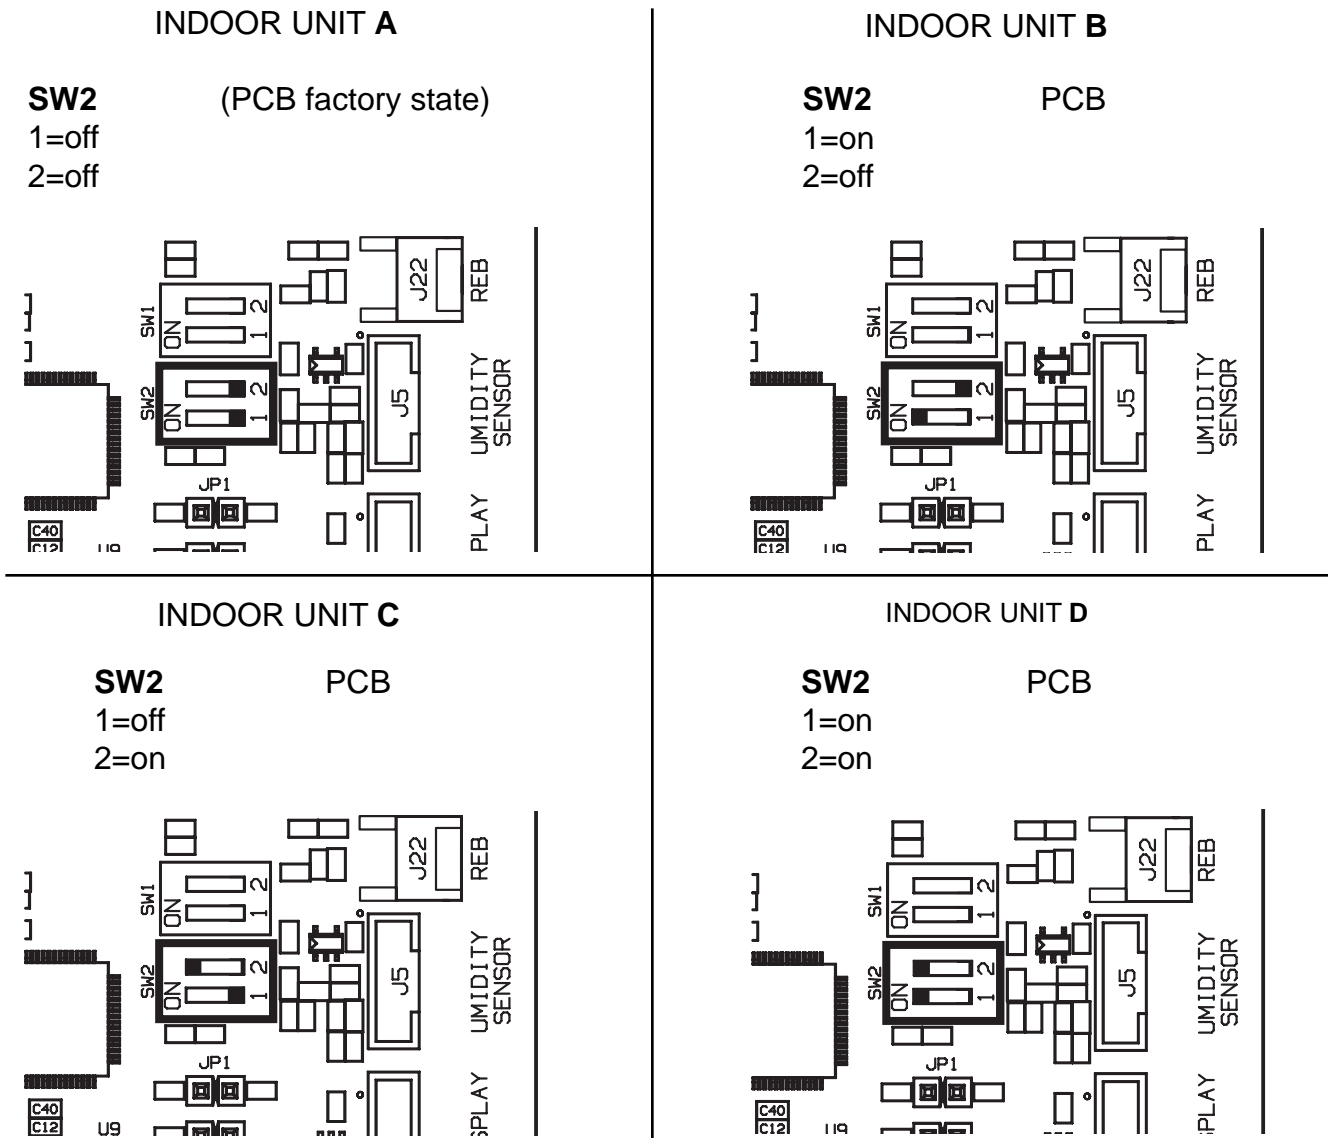 INDOOR UNIT A
SW2 (PCB factory state)
1=off
2=off
J22
REB
SW1
ON
2
1
SW2
ON
2
1
J5
UMIDITY
SENSOR
JP1
PLAY
C40
C12
U9
INDOOR UNIT B
SW2 PCB
1=on
2=off
J22
REB
SW1
ON
2
1
SW2
ON
2
1
J5
UMIDITY
SENSOR
JP1
PLAY
C40
C12
U9
INDOOR UNIT C
SW2 PCB
1=off
2=on
J22
REB
SW1
ON
2
1
SW2
ON
2
1
J5
UMIDITY
SENSOR
JP1
SPLAY
C40
C12
U9
INDOOR UNIT D
SW2 PCB
1=on
2=on
J22
REB
SW1
ON
2
1
SW2
ON
2
1
J5
UMIDITY
SENSOR
JP1
SPLAY
C40
C12
U9